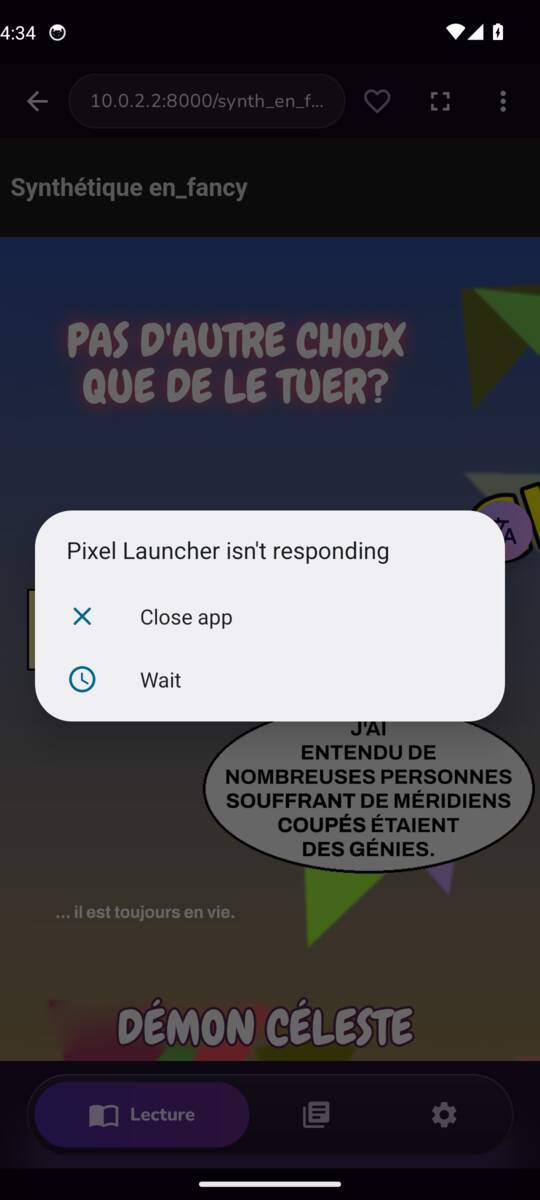 4:34
10.0.2.2:8000/synth_en_f...
Synthétique en_fancy
PAS D'AUTRE CHOIX
QUE DE LE TUER?
Pixel Launcher isn't responding
Close app
Wait
J'AI
ENTENDU DE
NOMBREUSES PERSONNES
SOUFFRANT DE MÉRIDIENS
COUPÉS ÉTAIENT
DES GÉNIES.
... il est toujours en vie.
DÉMON CÉLESTE
Lecture